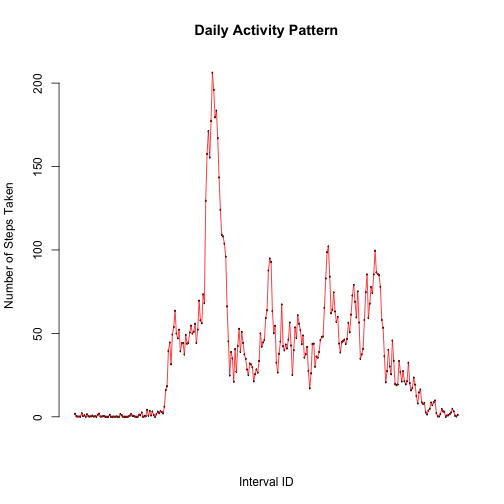 Daily Activity Pattern
Number of Steps Taken
200
150
100
50
0
Interval ID